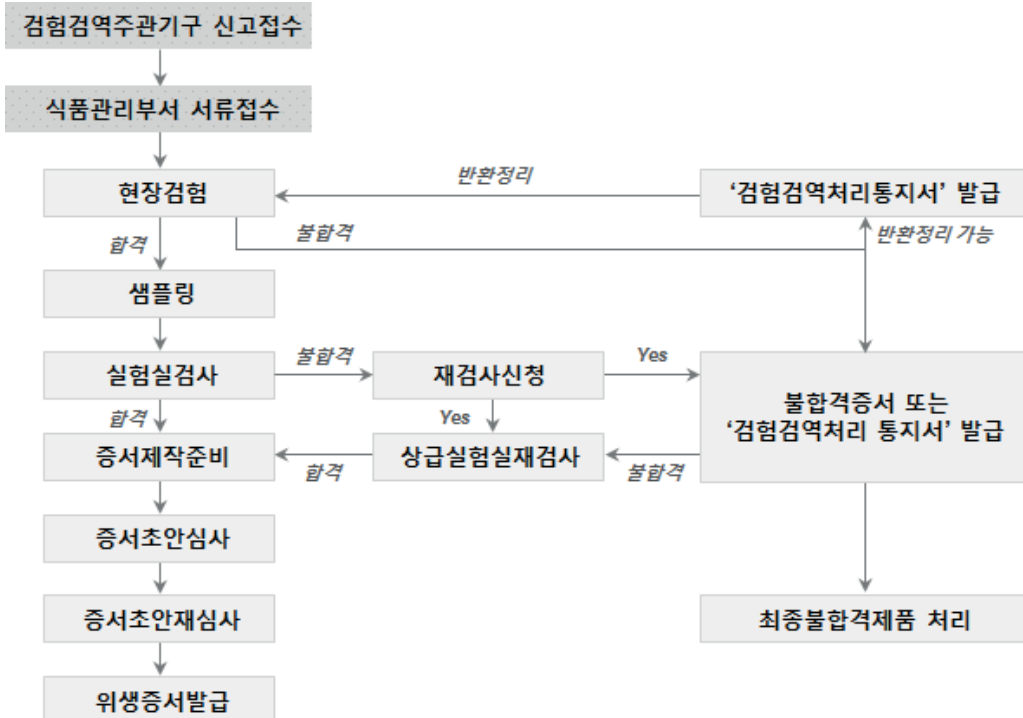 검험검역주관기구 신고접수
식품관리부서 서류접수
현장검험
반환정리
‘검험검역처리통지서’ 발급
합격
불합격
반환정리 가능
샘플링
실험실검사
불합격
재검사신청
Yes
불합격증서 또는
‘검험검역처리 통지서’ 발급
합격
Yes
증서제작준비
합격
상급실험실재검사
불합격
증서초안심사
증서초안재심사
최종불합격제품 처리
위생증서발급